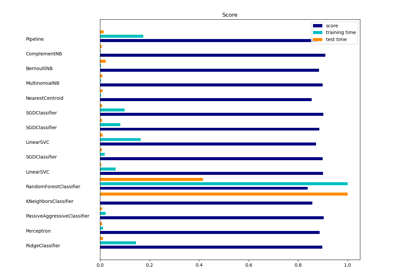 Score
score
training time
test time
Pipeline
ComplementNB
BernoulliNB
MultinomialNB
NearestCentroid
SGDClassifier
SGDClassifier
LinearSVC
SGDClassifier
LinearSVC
RandomForestClassifier
KNeighborsClassifier
PassiveAggressiveClassifier
Perceptron
RidgeClassifier
0.0 0.2 0.4 0.6 0.8 1.0